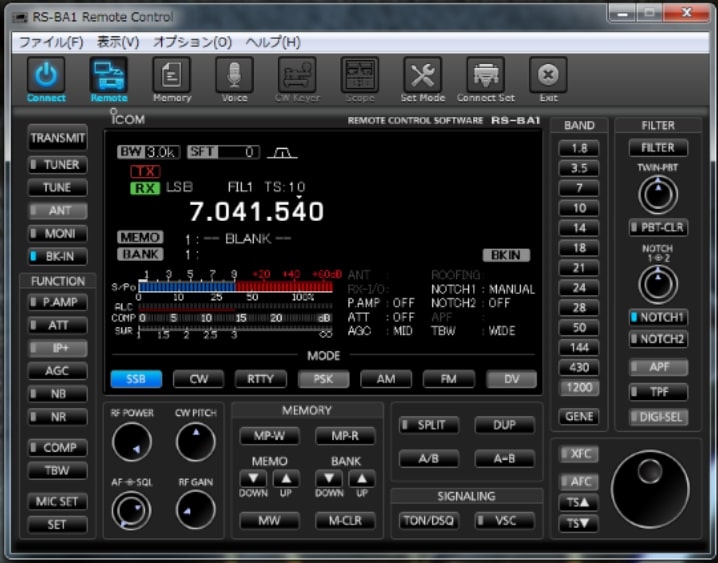 RS-BA1 Remote Control
ファイル(F) 表示(V) オプション(O) ヘルプ(H)
Connect Remote Memory Voice CW Keyer Scope Set Mode Connect Set Exit
ICOM REMOTE CONTROL SOFTWARE RS-BA1
TRANSMIT
TUNER
TUNE
ANT
MONI
BK-IN
FUNCTION
P.AMP
ATT
IP+
AGC
NB
NR
COMP
TBW
MIC SET
SET
BW 3.0k SFT 0
TX
RX LSB FIL1 TS:10
7.041.540
MEMO 1: -- BLANK --
BANK 1: BKIN
1 3 5 7 9 +20 +40 +60dB
S/Po
0 10 25 50 100%
ALC
COMP 0 5 10 15 20 dB
SWR 1 1.5 2 2.5 3 ∞
ANT : ROOFING:
RX-I/O: NOTCH1 : MANUAL
P.AMP : OFF NOTCH2 : OFF
ATT : OFF APF :
AGC : MID TBW : WIDE
MODE
SSB CW RTTY PSK AM FM DV
RF POWER CW PITCH
AF SQL RF GAIN
MEMORY
MP-W MP-R
MEMO BANK
DOWN UP DOWN UP
MW M-CLR
SPLIT DUP
A/B A=B
SIGNALING
TON/DSQ VSC
BAND
1.8
3.5
7
10
14
18
21
24
28
50
144
430
1200
GENE
FILTER
FILTER
TWIN-PBT
PBT-CLR
NOTCH
1 2
NOTCH1
NOTCH2
APF
TPF
DIGI-SEL
XFC
AFC
TS▲
TS▼